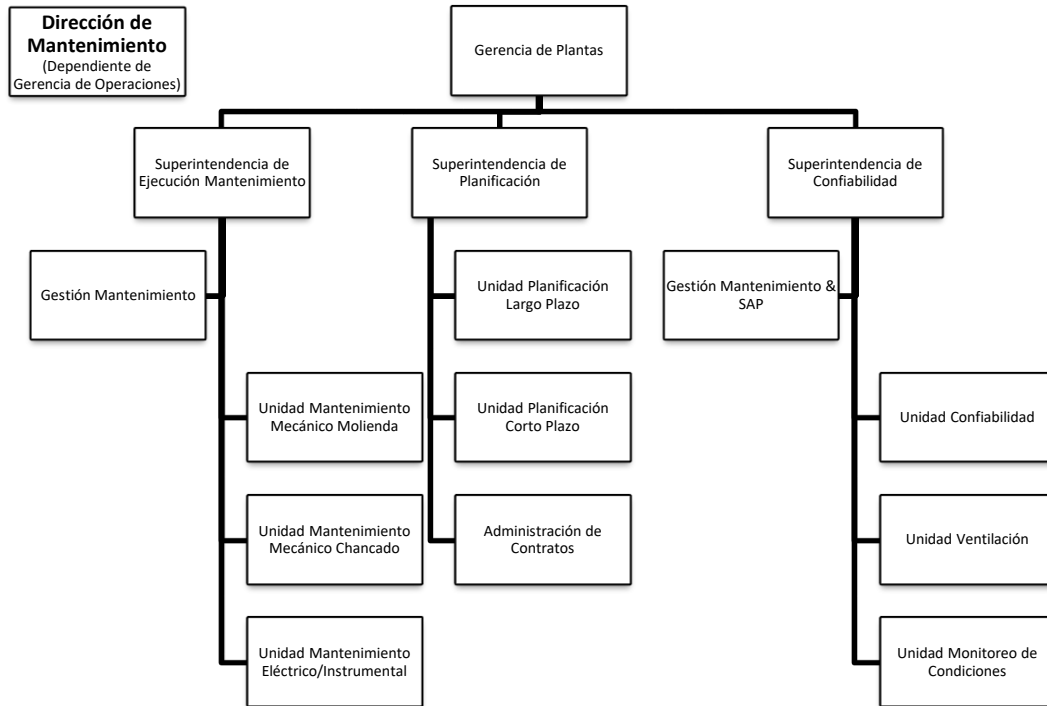 Dirección de
Mantenimiento
(Dependiente de
Gerencia de Operaciones)
Gerencia de Plantas
Superintendencia de
Ejecución Mantenimiento
Superintendencia de
Planificación
Superintendencia de
Confiabilidad
Gestión Mantenimiento
Unidad Planificación
Largo Plazo
Gestión Mantenimiento &
SAP
Unidad Mantenimiento
Mecánico Molienda
Unidad Planificación
Corto Plazo
Unidad Confiabilidad
Unidad Mantenimiento
Mecánico Chancado
Administración de
Contratos
Unidad Ventilación
Unidad Mantenimiento
Eléctrico/Instrumental
Unidad Monitoreo de
Condiciones